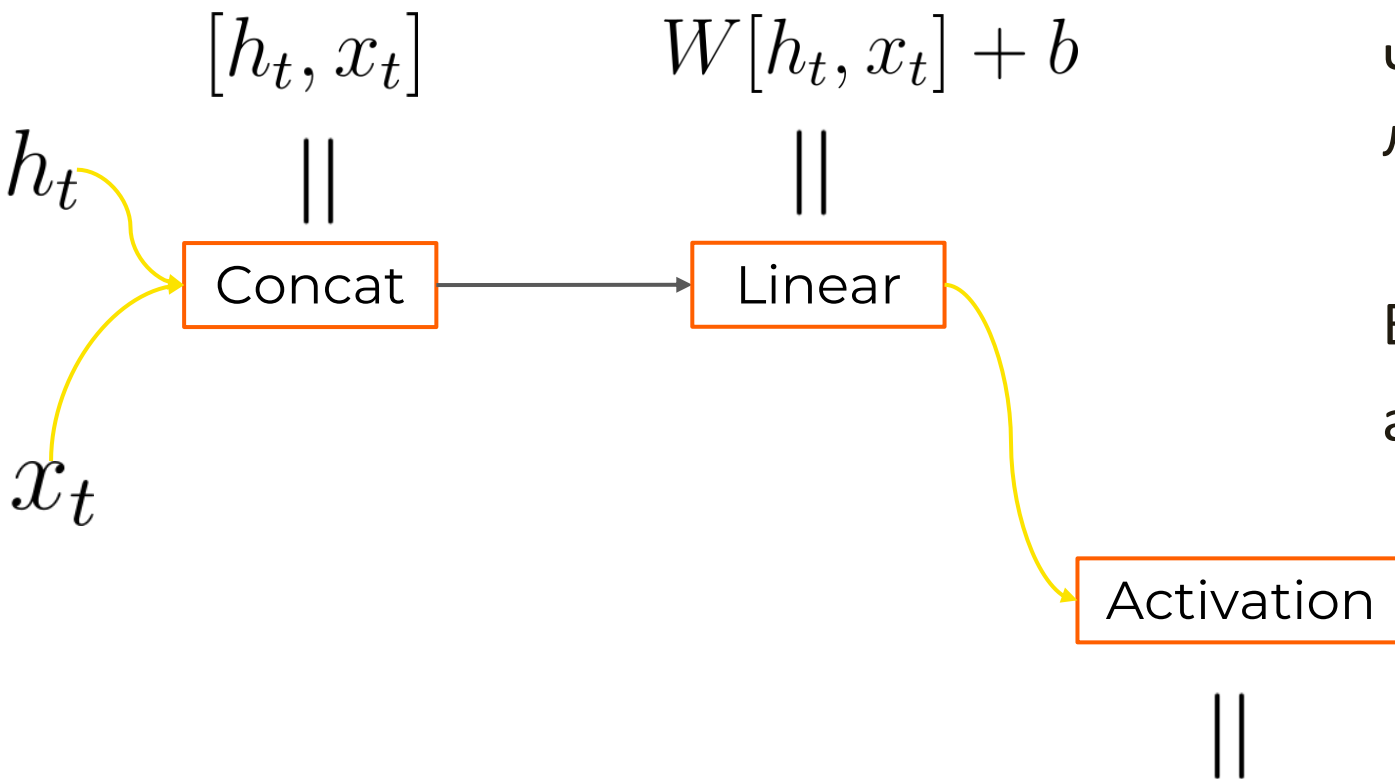 [h_t, x_t]
W[h_t, x_t] + b
h_t
||
||
Concat
Linear
x_t
Activation
||